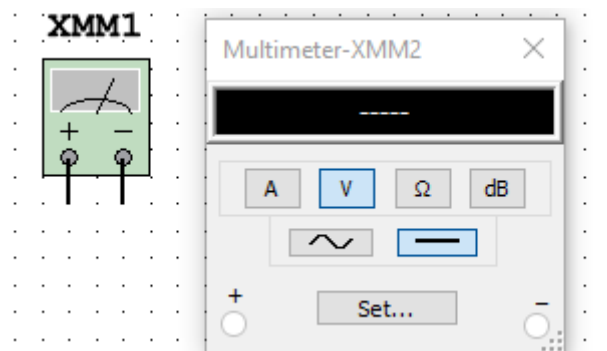 XMM1
Multimeter-XMM2
-----
A V Ω dB
+ −
Set...
+ −